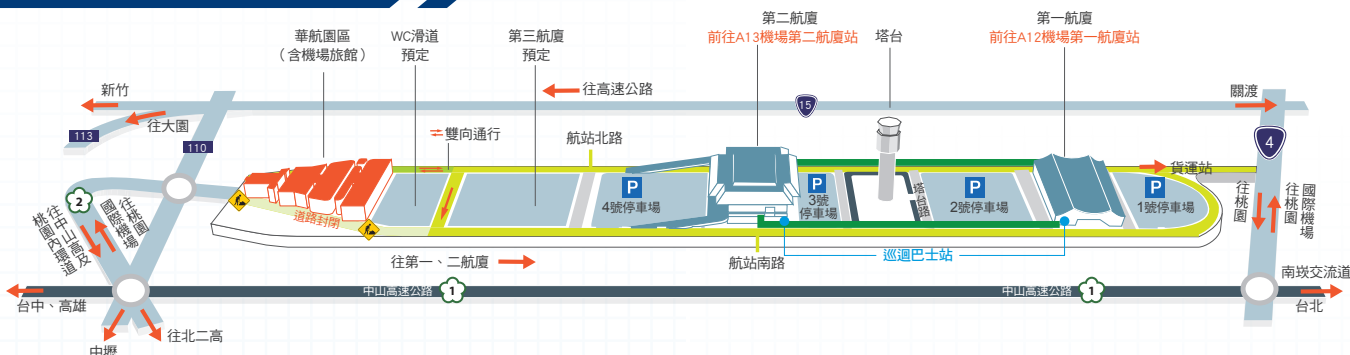 華航園區
（含機場旅館）
WC滑道
預定
第三航廈
預定
第二航廈
前往A13機場第二航廈站
塔台
第一航廈
前往A12機場第一航廈站
新竹
往高速公路
關渡
15
113
往大園
110
雙向通行
航站北路
4
貨運站
P
4號停車場
P
3號
停車場
塔台路
P
2號停車場
P
1號停車場
道路封閉
2
往桃園
國際機場
往中山高及
桃園內環道
往桃園
國際機場
往桃園
往第一、二航廈
航站南路
巡迴巴士站
南崁交流道
中山高速公路
1
中山高速公路
1
台中、高雄
台北
往北二高
中壢